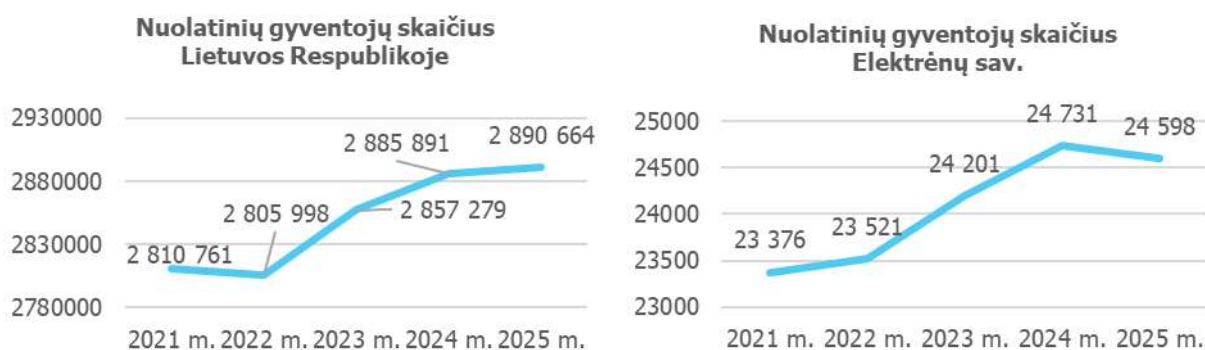 Nuolatinių gyventojų skaičius
Lietuvos Respublikoje
2930000
2880000
2830000
2780000
2 810 761
2 805 998
2 857 279
2 885 891
2 890 664
2021 m. 2022 m. 2023 m. 2024 m. 2025 m.
Nuolatinių gyventojų skaičius
Elektrėnų sav.
25000
24500
24000
23500
23000
23 376
23 521
24 201
24 731
24 598
2021 m. 2022 m. 2023 m. 2024 m. 2025 m.